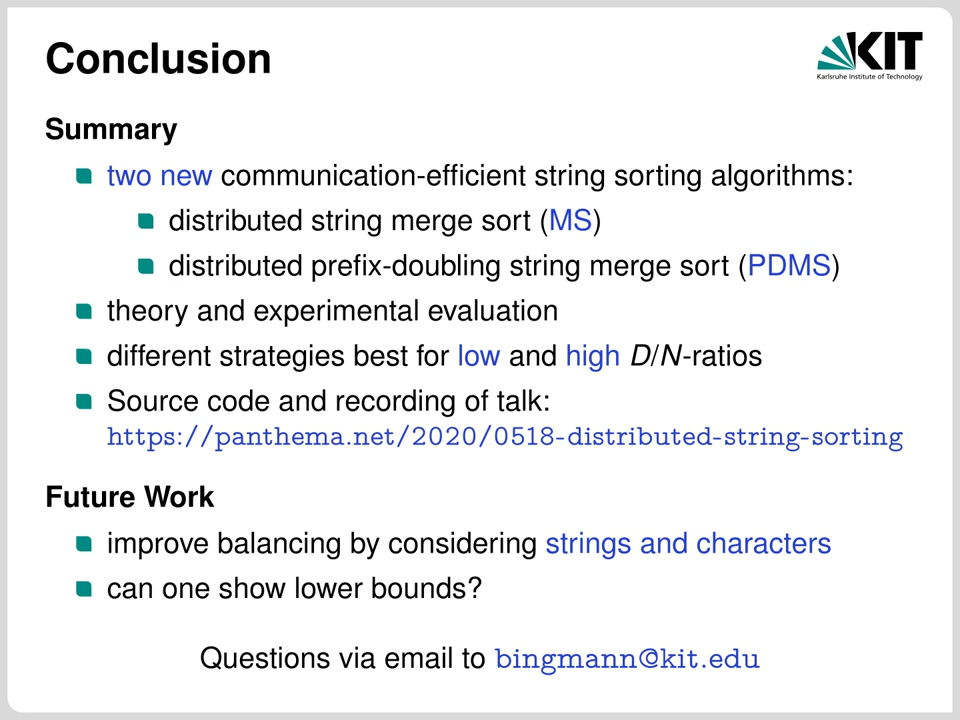 Conclusion
KIT
Karlsruhe Institute of Technology
Summary
two new communication-efficient string sorting algorithms:
distributed string merge sort (MS)
distributed prefix-doubling string merge sort (PDMS)
theory and experimental evaluation
different strategies best for low and high D/N-ratios
Source code and recording of talk:
https://panthema.net/2020/0518-distributed-string-sorting
Future Work
improve balancing by considering strings and characters
can one show lower bounds?
Questions via email to bingmann@kit.edu